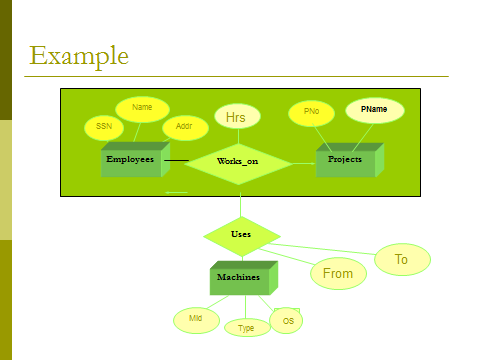 Example
Name
SSN
Addr
Hrs
PNo
PName
Employees
Works_on
Projects
Uses
To
From
Machines
MId
Type
OS